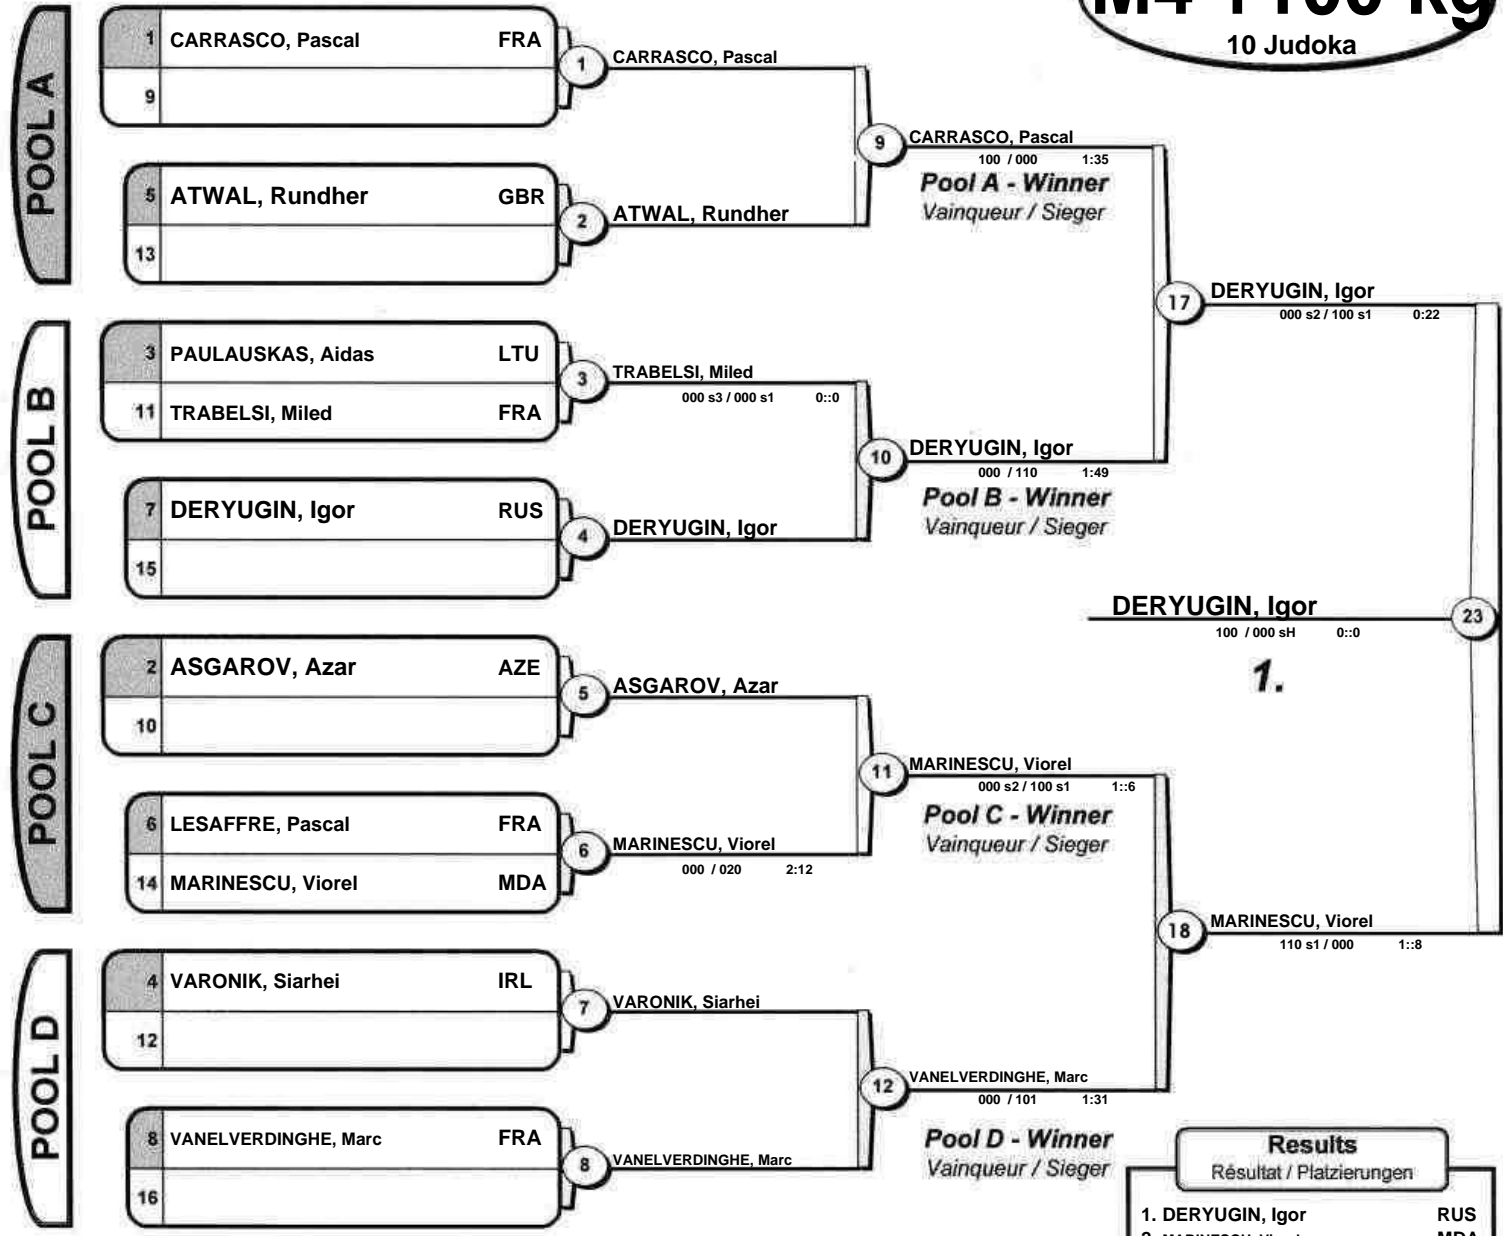 10 Judoka
POOL A
1 CARRASCO, Pascal FRA
9
1 CARRASCO, Pascal
5 ATWAL, Rundher GBR
13
2 ATWAL, Rundher
9 CARRASCO, Pascal
100 / 000 1:35
Pool A - Winner
Vainqueur / Sieger
POOL B
3 PAULAUSKAS, Aidas LTU
11 TRABELSI, Miled FRA
3 TRABELSI, Miled
000 s3 / 000 s1 0::0
7 DERYUGIN, Igor RUS
15
4 DERYUGIN, Igor
10 DERYUGIN, Igor
000 / 110 1:49
Pool B - Winner
Vainqueur / Sieger
17 DERYUGIN, Igor
000 s2 / 100 s1 0:22
DERYUGIN, Igor 23
100 / 000 sH 0::0
1.
POOL C
2 ASGAROV, Azar AZE
10
5 ASGAROV, Azar
6 LESAFFRE, Pascal FRA
14 MARINESCU, Viorel MDA
6 MARINESCU, Viorel
000 / 020 2:12
11 MARINESCU, Viorel
000 s2 / 100 s1 1::6
Pool C - Winner
Vainqueur / Sieger
18 MARINESCU, Viorel
110 s1 / 000 1::8
POOL D
4 VARONIK, Siarhei IRL
12
7 VARONIK, Siarhei
8 VANELVERDINGHE, Marc FRA
16
8 VANELVERDINGHE, Marc
12 VANELVERDINGHE, Marc
000 / 101 1:31
Pool D - Winner
Vainqueur / Sieger
Results
Résultat / Platzierungen
1. DERYUGIN, Igor RUS